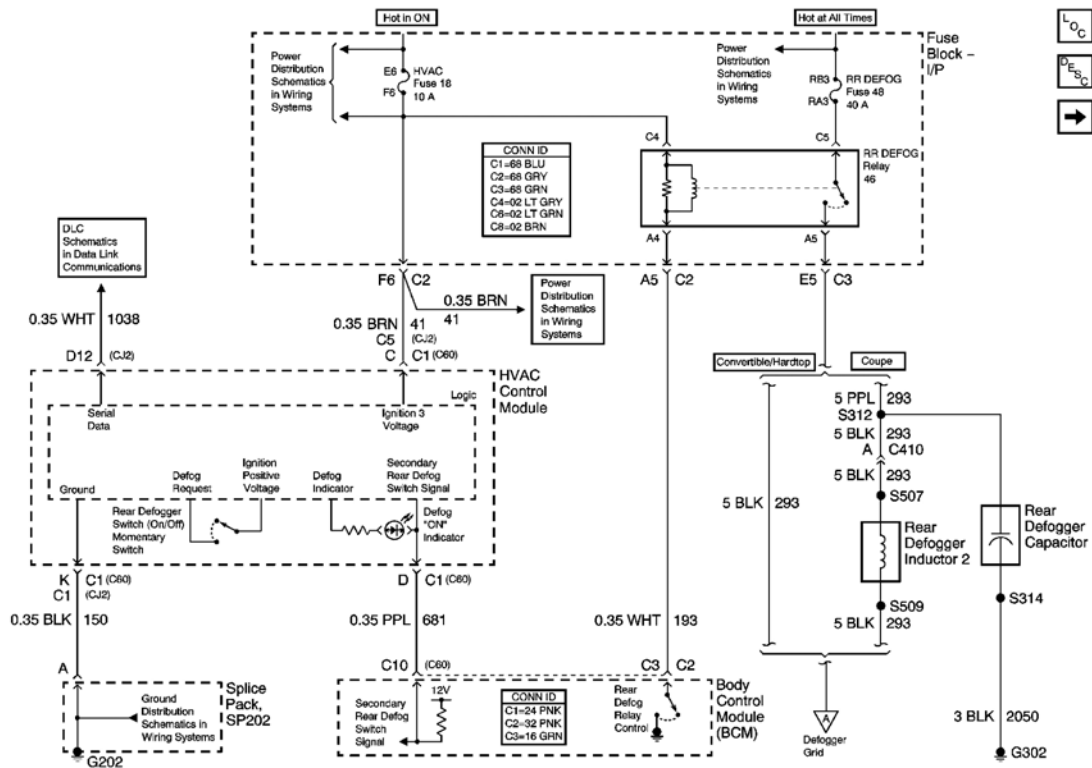 Hot in ON
Hot at All Times
L
O
C
D
E
S
C
Fuse
Block –
I/P
Power
Distribution
Schematics
in Wiring
Systems
E6
HVAC
Fuse 18
F6
10 A
Power
Distribution
Schematics
in Wiring
Systems
RB3
RR DEFOG
Fuse 48
RA3
40 A
C4
C5
CONN ID
C1=68 BLU
C2=68 GRY
C3=68 GRN
C4=02 LT GRY
C6=02 LT GRN
C8=02 BRN
RR DEFOG
Relay
46
A4
A5
DLC
Schematics
in Data Link
Communications
F6 C2
A5 C2
E5 C3
0.35 BRN
41
Power
Distribution
Schematics
in Wiring
Systems
0.35 WHT 1038
0.35 BRN 41
C5 (CJ2)
D12 (CJ2)
C C1 (C60)
Convertible/Hardtop
Coupe
HVAC
Control
Module
Logic
Serial
Data
Ignition 3
Voltage
5 PPL 293
S312
5 BLK 293
A C410
5 BLK 293
S507
Ground
Defog
Request
Ignition
Positive
Voltage
Defog
Indicator
Secondary
Rear Defog
Switch Signal
5 BLK 293
Rear Defogger
Switch (On/Off)
Momentary
Switch
Defog
"ON"
Indicator
Rear
Defogger
Inductor 2
Rear
Defogger
Capacitor
K C1 (C60)
C1 (CJ2)
D C1 (C60)
S509
S314
0.35 BLK 150
0.35 PPL 681
0.35 WHT 193
5 BLK 293
A
C10 (C60)
C3 C2
Splice
Pack,
SP202
Ground
Distribution
Schematics in
Wiring Systems
G202
Secondary
Rear Defog
Switch
Signal
12V
CONN ID
C1=24 PNK
C2=32 PNK
C3=16 GRN
Rear
Defog
Relay
Control
Body
Control
Module
(BCM)
A
Defogger
Grid
3 BLK 2050
G302